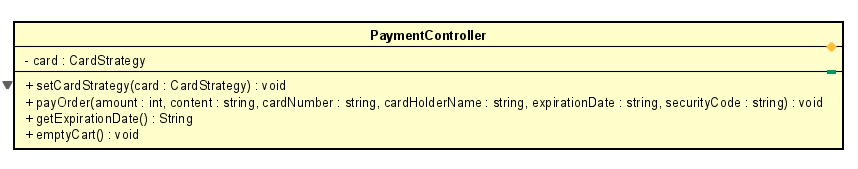 PaymentController
- card : CardStrategy
+ setCardStrategy(card : CardStrategy) : void
+ payOrder(amount : int, content : string, cardNumber : string, cardHolderName : string, expirationDate : string, securityCode : string) : void
+ getExpirationDate() : String
+ emptyCart() : void